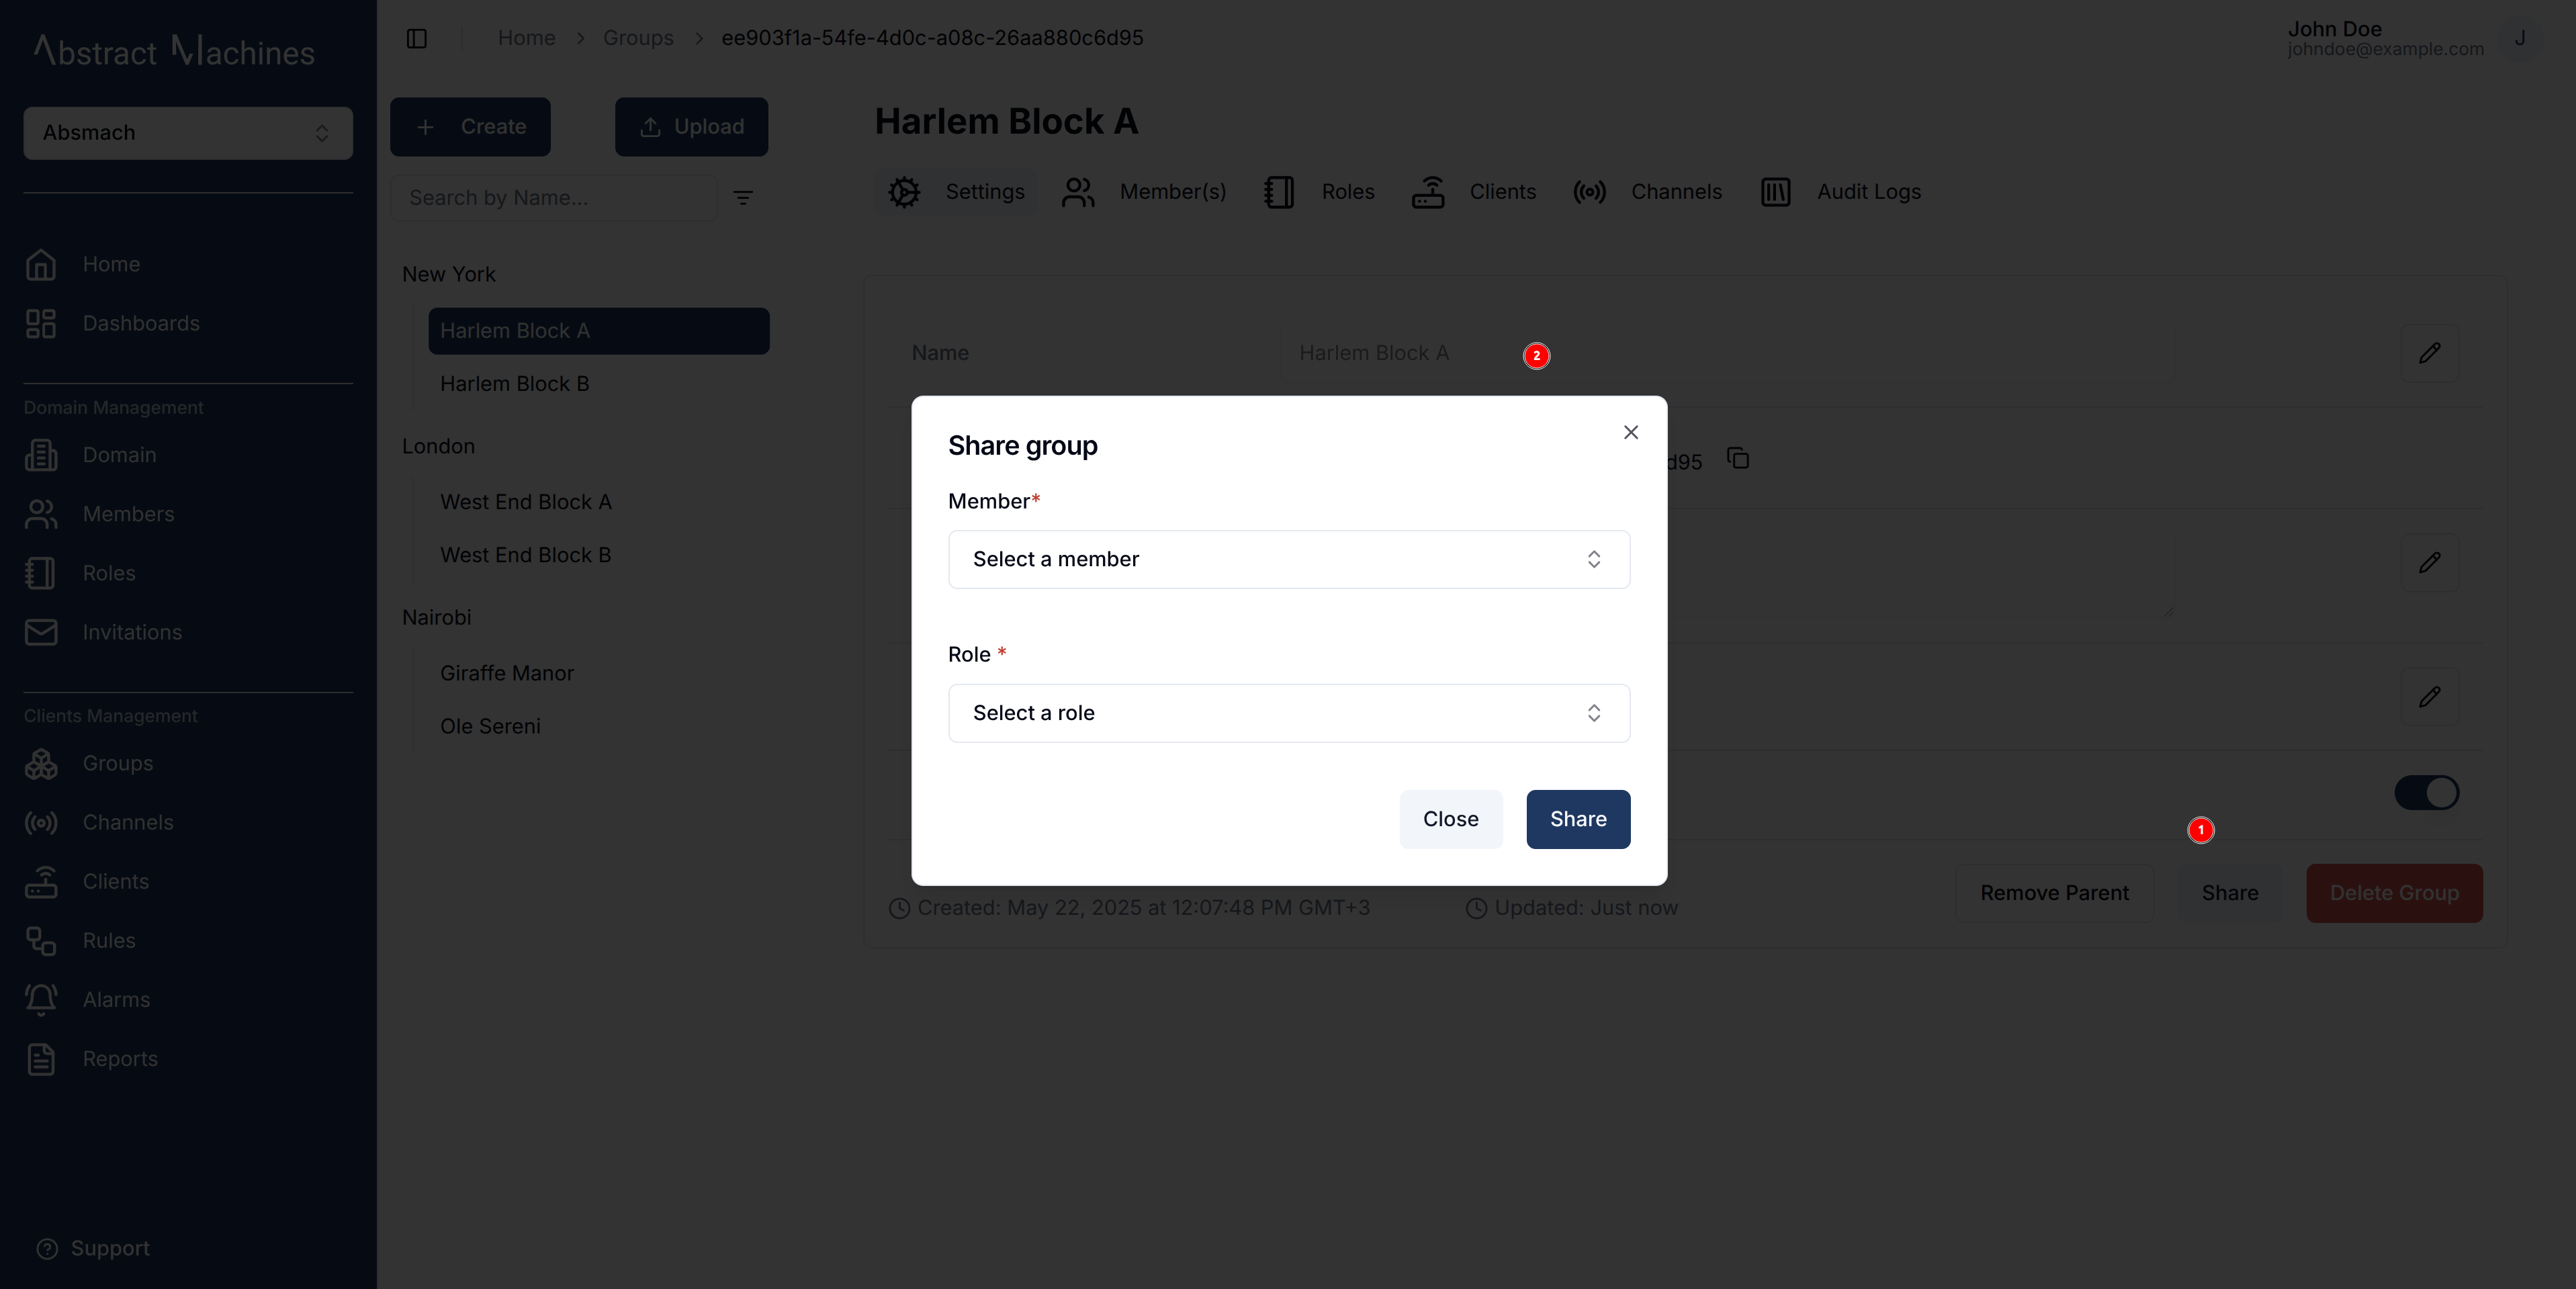 Abstract Machines
Absmach
Home
Dashboards
Domain Management
Domain
Members
Roles
Invitations
Clients Management
Groups
Channels
Clients
Rules
Alarms
Reports
Support
Home > Groups > ee903f1a-54fe-4d0c-a08c-26aa880c6d95
John Doe
johndoe@example.com
J
Create
Upload
Search by Name...
New York
Harlem Block A
Harlem Block B
London
West End Block A
West End Block B
Nairobi
Giraffe Manor
Ole Sereni
Harlem Block A
Settings Member(s) Roles Clients Channels Audit Logs
Name Harlem Block A
2
d95
Share group
Member*
Select a member
Role *
Select a role
Close Share
1
Created: May 22, 2025 at 12:07:48 PM GMT+3 Updated: Just now
Remove Parent Share Delete Group